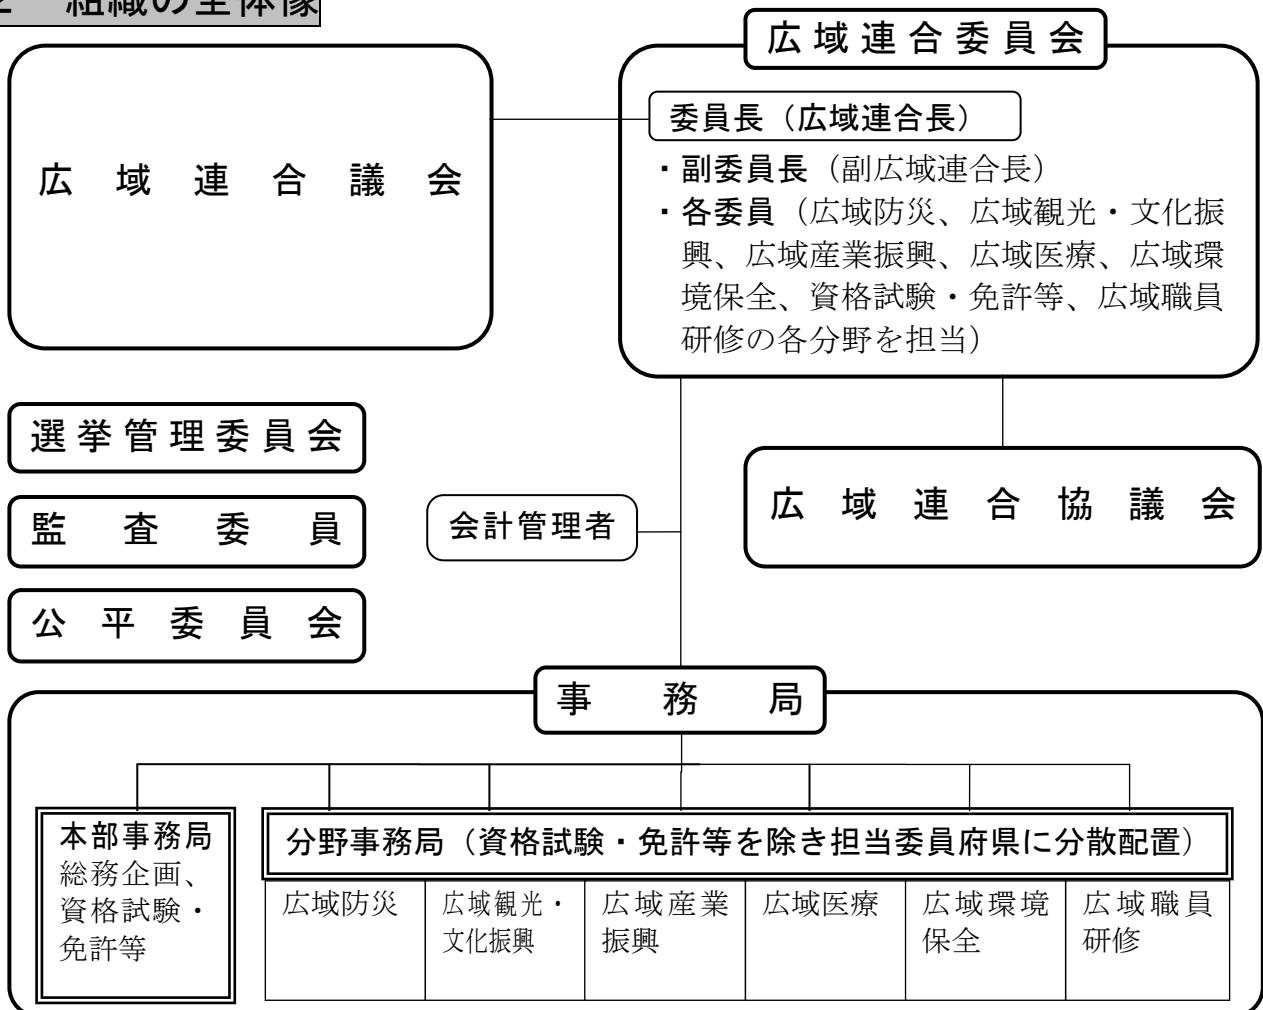 2　組織の全体像
広域連合議会
広域連合委員会
委員長（広域連合長）
・副委員長（副広域連合長）
・各委員（広域防災、広域観光・文化振
興、広域産業振興、広域医療、広域環
境保全、資格試験・免許等、広域職員
研修の各分野を担当）
選挙管理委員会
監査委員
公平委員会
会計管理者
広域連合協議会
事務局
本部事務局
総務企画、
資格試験・
免許等
分野事務局（資格試験・免許等を除き担当委員府県に分散配置）
広域防災
広域観光・
文化振興
広域産業
振興
広域医療
広域環境
保全
広域職員
研修